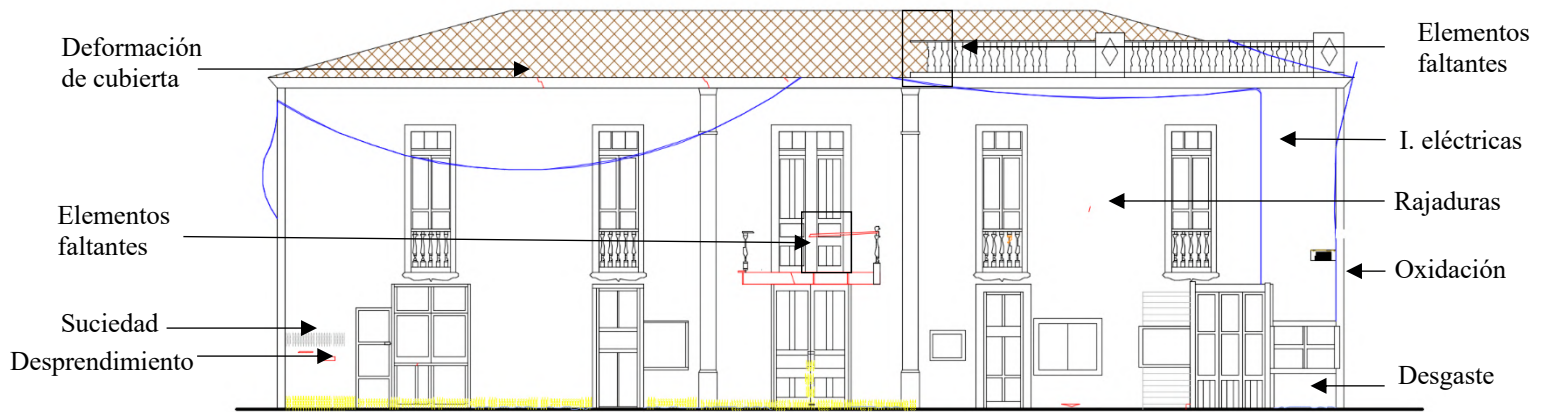 Deformación
de cubierta
Elementos
faltantes
Suciedad
Desprendimiento
Elementos
faltantes
I. eléctricas
Rajaduras
Oxidación
Desgaste